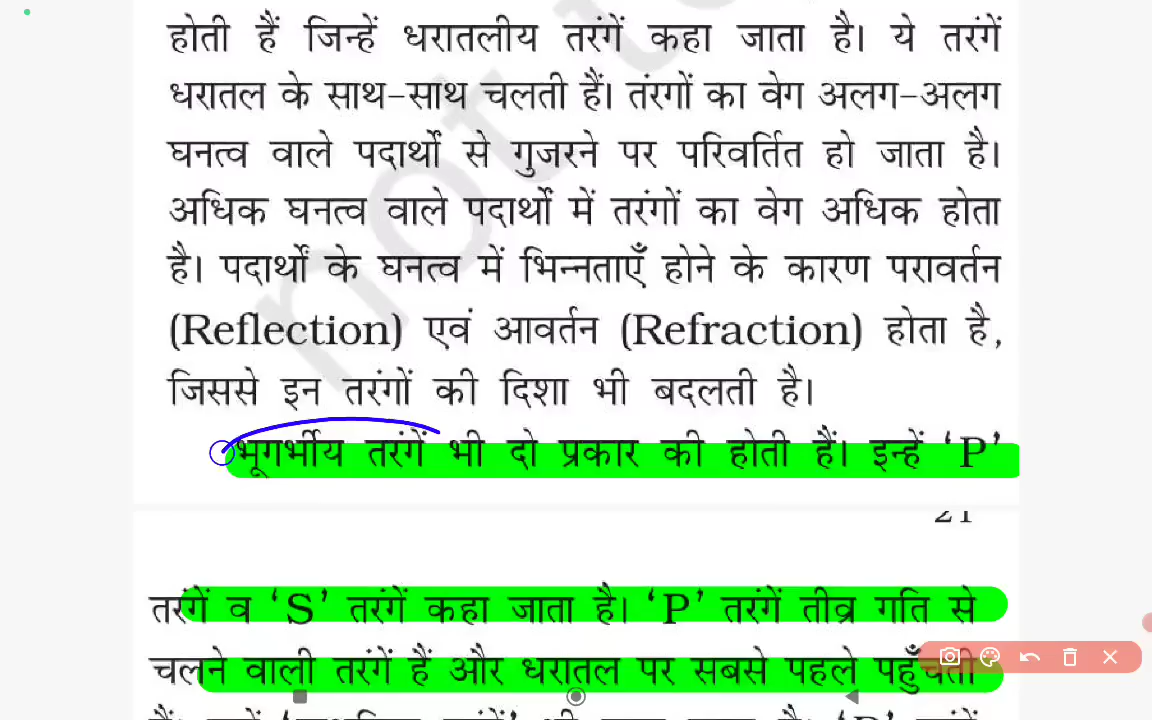 होती हैं जिन्हें धरातलीय तरंगें कहा जाता है। ये तरंगें
धरातल के साथ-साथ चलती हैं। तरंगों का वेग अलग-अलग
घनत्व वाले पदार्थों से गुजरने पर परिवर्तित हो जाता है।
अधिक घनत्व वाले पदार्थों में तरंगों का वेग अधिक होता
है। पदार्थों के घनत्व में भिन्नताएँ होने के कारण परावर्तन
(Reflection) एवं आवर्तन (Refraction) होता है,
जिससे इन तरंगों की दिशा भी बदलती है।
भूगर्भीय तरंगें भी दो प्रकार की होती हैं। इन्हें ‘P’
21
तरंगें व ‘S’ तरंगें कहा जाता है। ‘P’ तरंगें तीव्र गति से
चलने वाली तरंगें हैं और धरातल पर सबसे पहले पहुँचती